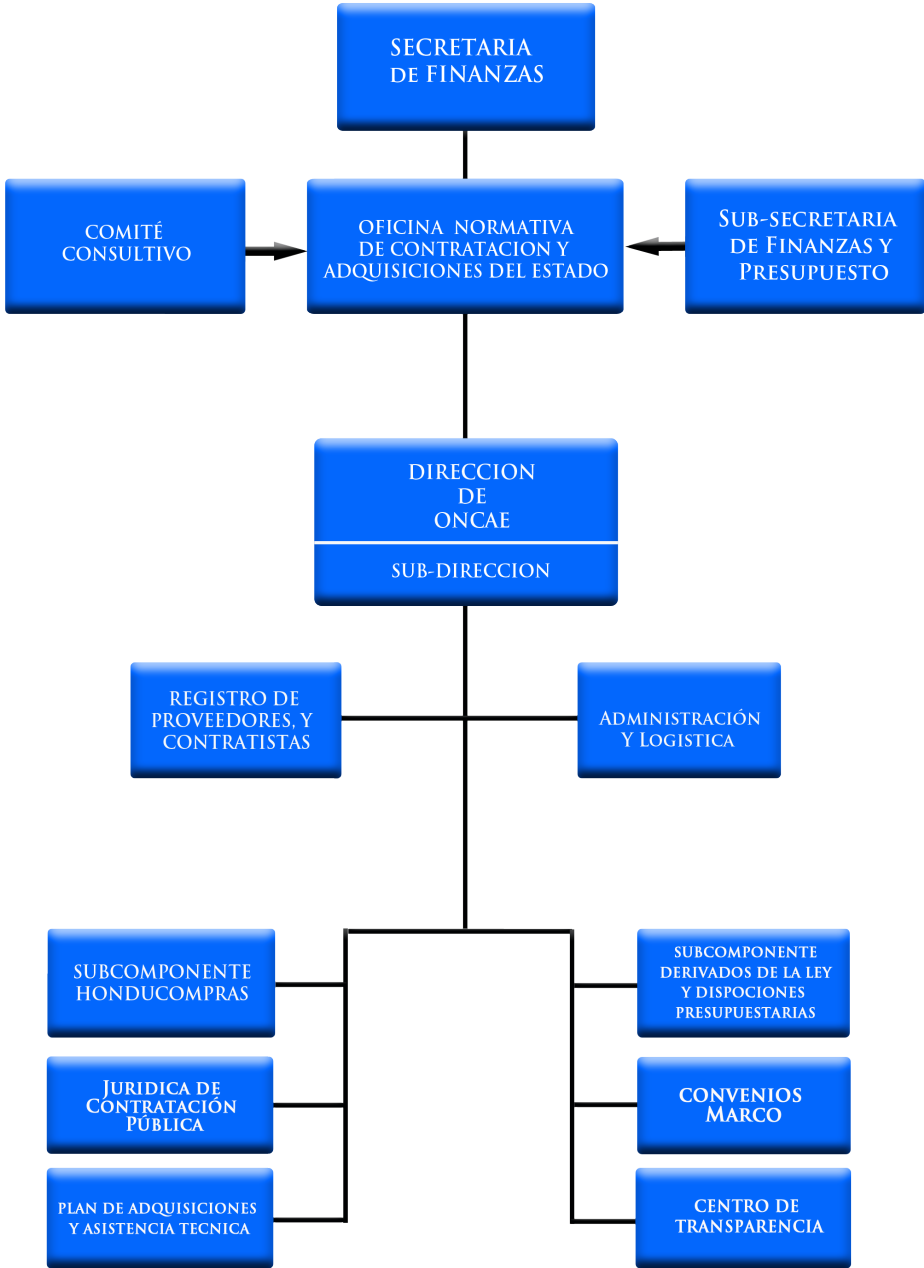 SECRETARIA
DE FINANZAS
COMITÉ
CONSULTIVO
OFICINA NORMATIVA
DE CONTRATACION Y
ADQUISICIONES DEL ESTADO
SUB-SECRETARIA
DE FINANZAS Y
PRESUPUESTO
DIRECCION
DE
ONCAE
SUB-DIRECCION
REGISTRO DE
PROVEEDORES, Y
CONTRATISTAS
ADMINISTRACIÓN
Y LOGISTICA
SUBCOMPONENTE
HONDUCOMPRAS
SUBCOMPONENTE
DERIVADOS DE LA LEY
Y DISPOCIONES
PRESUPUESTARIAS
JURIDICA DE
CONTRATACIÓN
PÚBLICA
CONVENIOS
MARCO
PLAN DE ADQUISICIONES
Y ASISTENCIA TECNICA
CENTRO DE
TRANSPARENCIA